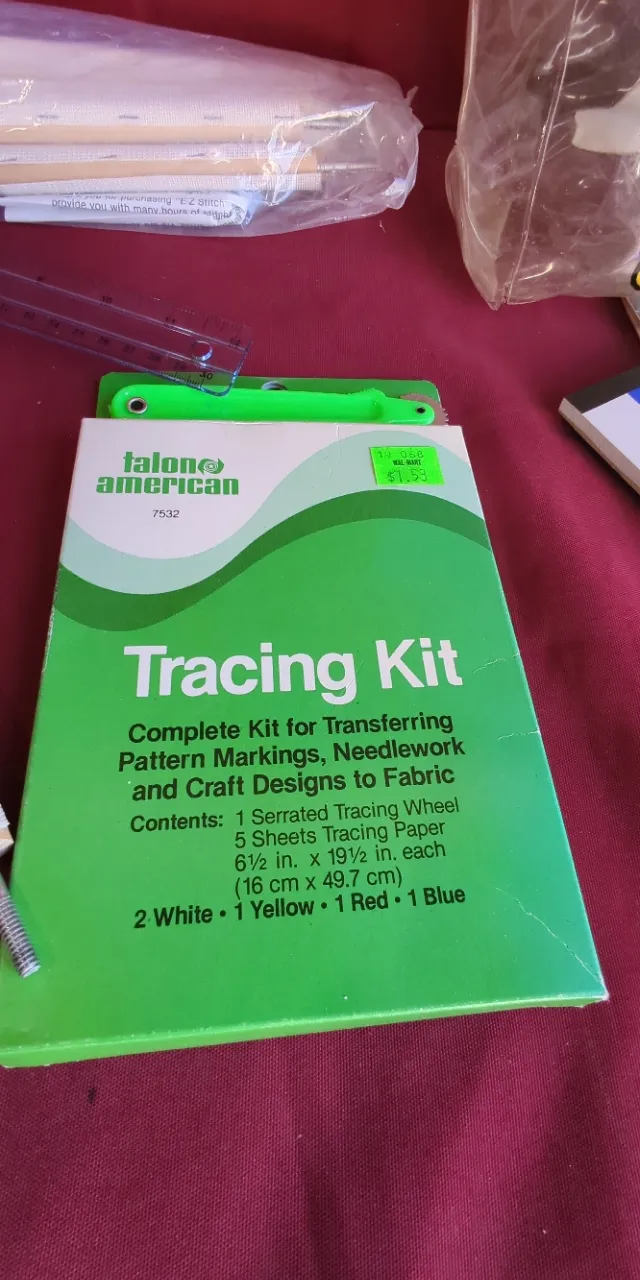 provide you with many hours of
30
talon
american
7532
WAL-MART
Tracing Kit
Complete Kit for Transferring
Pattern Markings, Needlework
and Craft Designs to Fabric
Contents: 1 Serrated Tracing Wheel
5 Sheets Tracing Paper
6½ in. x 19½ in. each
(16 cm x 49.7 cm)
2 White • 1 Yellow • 1 Red • 1 Blue